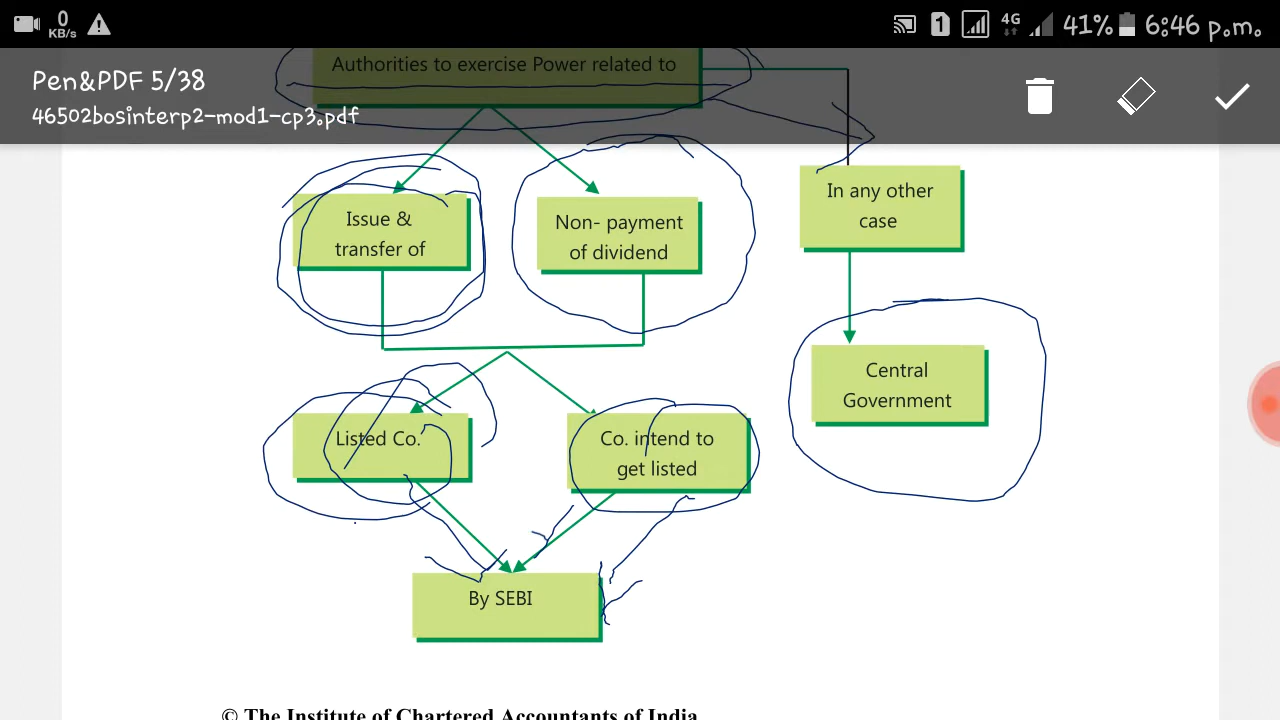 0
KB/s
1
4G
41%
6:46 p.m.
Pen&PDF 5/38
46502bosinterp2-mod1-cp3.pdf
Authorities to exercise Power related to
Issue &
transfer of
Non- payment
of dividend
In any other
case
Central
Government
Listed Co.
Co. intend to
get listed
By SEBI
© The Institute of Chartered Accountants of India